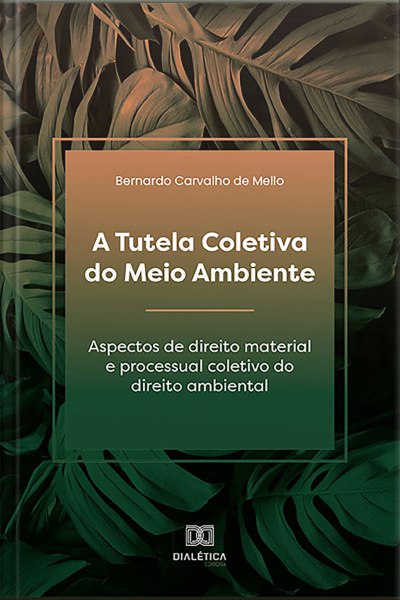 Bernardo Carvalho de Mello
A Tutela Coletiva
do Meio Ambiente
Aspectos de direito material
e processual coletivo do
direito ambiental
DIALÉTICA
EDITORA